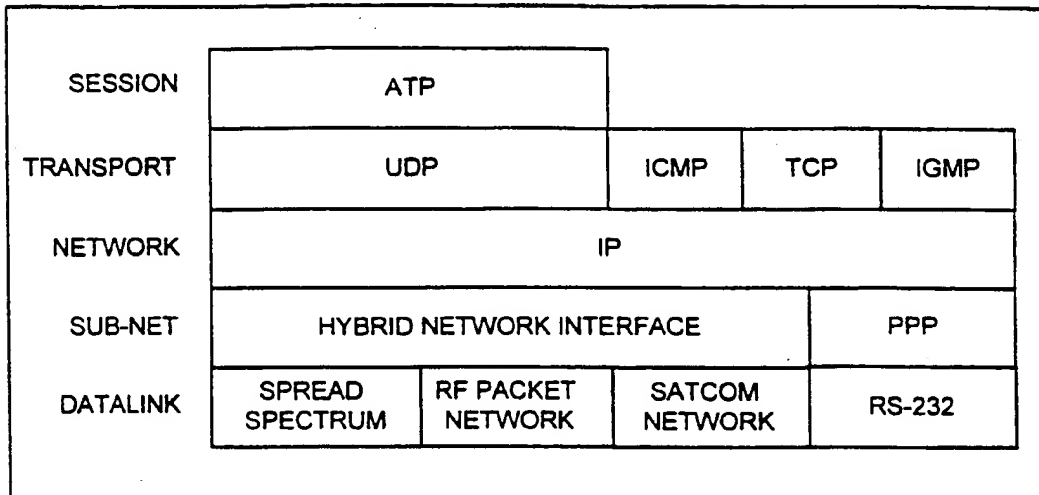 SESSION ATP
TRANSPORT UDP ICMP TCP IGMP
NETWORK IP
SUB-NET HYBRID NETWORK INTERFACE PPP
DATALINK SPREAD SPECTRUM RF PACKET NETWORK SATCOM NETWORK RS-232